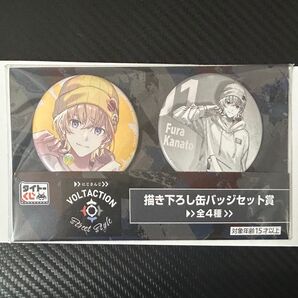 17
Fura
Kanato
タイトー
くじ
にじさんじ
VOLTACTION
Street Style
描き下ろし缶バッジセット賞
全4種
対象年齢15才以上